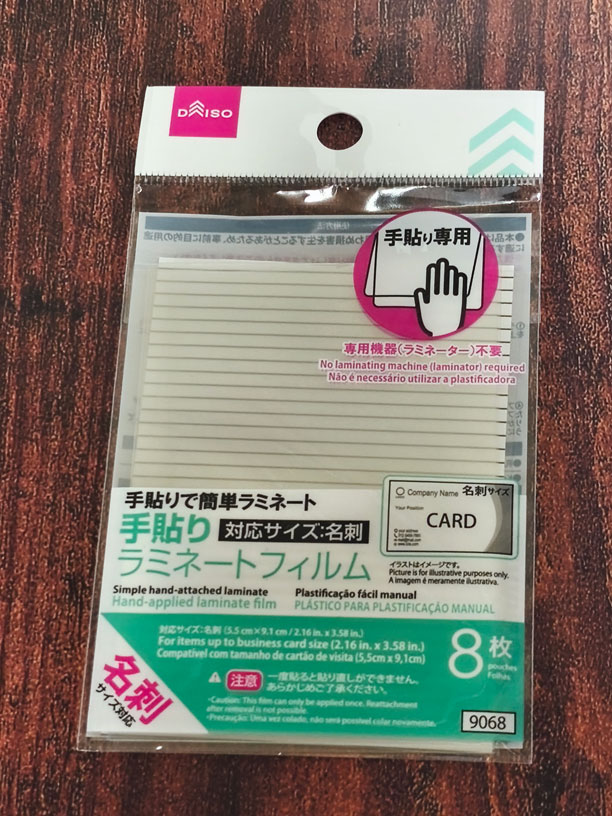 DAISO
手貼り専用
専用機器(ラミネーター)不要
No laminating machine (laminator) required
Não é necessário utilizar a plastificadora
手貼りで簡単ラミネート
手貼り 対応サイズ:名刺
ラミネートフィルム
Simple hand-attached laminate
Hand-applied laminate film
Plastificação fácil manual
PLÁSTICO PARA PLASTIFICAÇÃO MANUAL
Company Name
名刺サイズ
Your Position
CARD
イラストはイメージです。
Picture is for illustrative purposes only.
A imagem é meramente ilustrativa.
対応サイズ:名刺 (5.5cm×9.1cm / 2.16 in. x 3.58 in.)
For items up to business card size (2.16 in. x 3.58 in.)
Compatível com tamanho de cartão de visita (5,5cm x 9,1cm)
8枚
pouches
Folhas
名刺
サイズ対応
注意
一度貼ると貼り直しができません。
あらかじめご了承ください。
•Caution: This film can only be applied once. Reattachment
after removal is not possible.
•Precaução: Uma vez colado, não será possível colar novamente.
9068